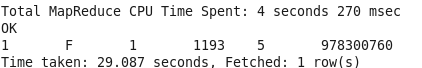 Total MapReduce CPU Time Spent: 4 seconds 270 msec
OK
1	F	1	1193	5	978300760
Time taken: 29.087 seconds, Fetched: 1 row(s)